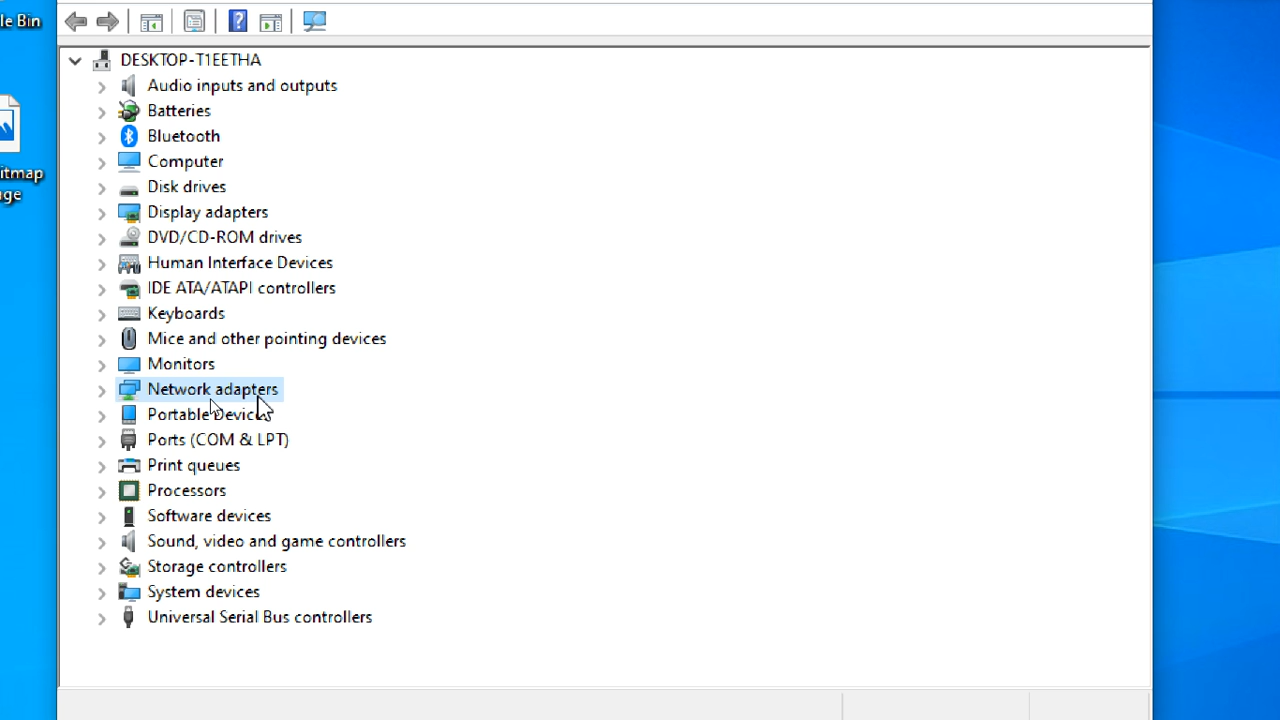 le Bin
itmap
ge
DESKTOP-T1EETHA
Audio inputs and outputs
Batteries
Bluetooth
Computer
Disk drives
Display adapters
DVD/CD-ROM drives
Human Interface Devices
IDE ATA/ATAPI controllers
Keyboards
Mice and other pointing devices
Monitors
Network adapters
Portable Devices
Ports (COM & LPT)
Print queues
Processors
Software devices
Sound, video and game controllers
Storage controllers
System devices
Universal Serial Bus controllers